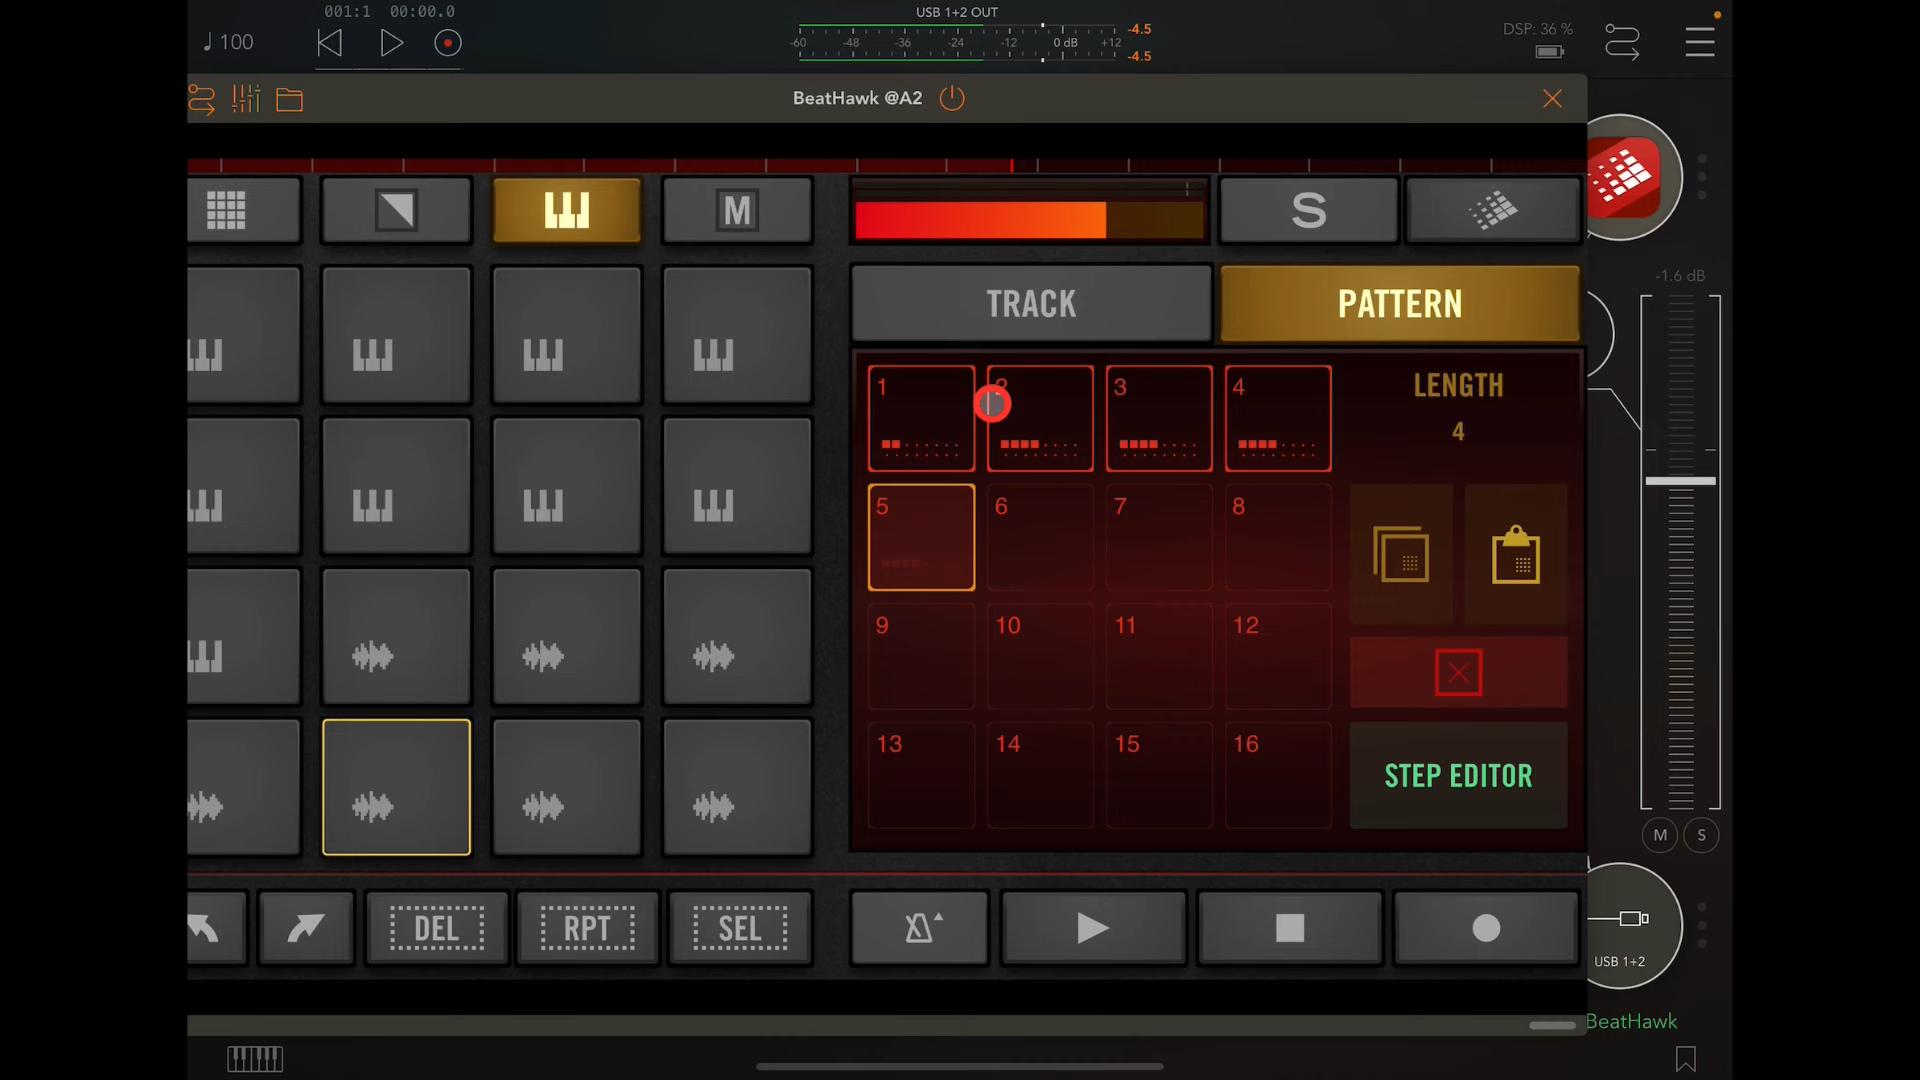 001:1 00:00.0
USB 1+2 OUT
♩ 100
-60 -48 -36 -24 -12 0 dB +12
-4.5
-4.5
DSP: 36 %
BeatHawk @A2
M
S
TRACK
PATTERN
-1.6 dB
1
2
3
4
LENGTH
4
5
6
7
8
9
10
11
12
13
14
15
16
STEP EDITOR
M
S
DEL
RPT
SEL
USB 1+2
BeatHawk